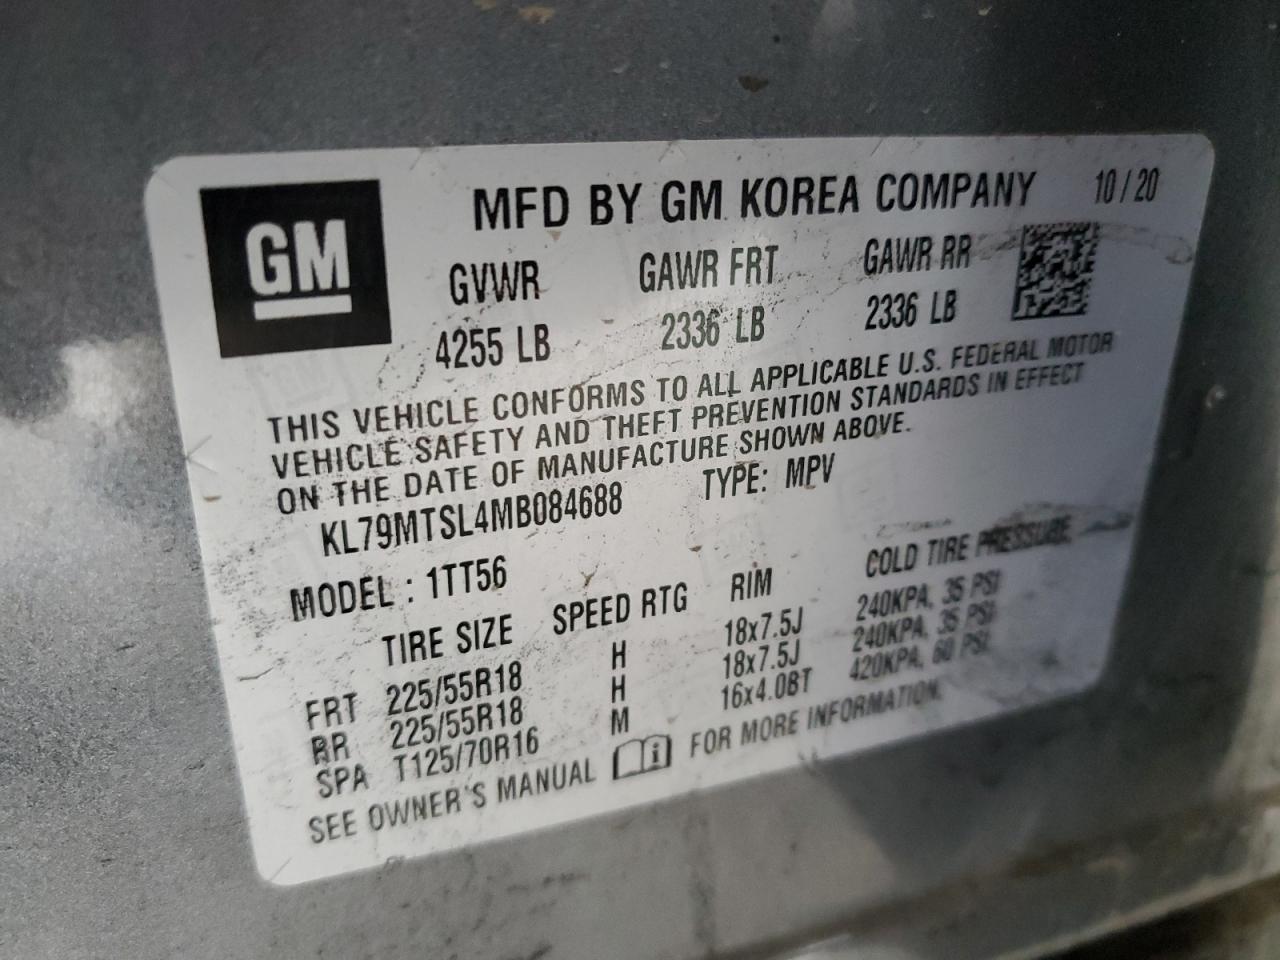 GM
MFD BY GM KOREA COMPANY 10/20
GVWR GAWR FRT GAWR RR
4255 LB 2336 LB 2336 LB
THIS VEHICLE CONFORMS TO ALL APPLICABLE U.S. FEDERAL MOTOR
VEHICLE SAFETY AND THEFT PREVENTION STANDARDS IN EFFECT
ON THE DATE OF MANUFACTURE SHOWN ABOVE.
KL79MTSL4MB084688 TYPE: MPV
MODEL : 1TT56
TIRE SIZE SPEED RTG RIM COLD TIRE PRESSURE
FRT 225/55R18 H 18x7.5J 240KPA, 35 PSI
RR 225/55R18 H 18x7.5J 240KPA, 35 PSI
SPA T125/70R16 M 16x4.0BT 420KPA, 60 PSI
SEE OWNER'S MANUAL i FOR MORE INFORMATION.